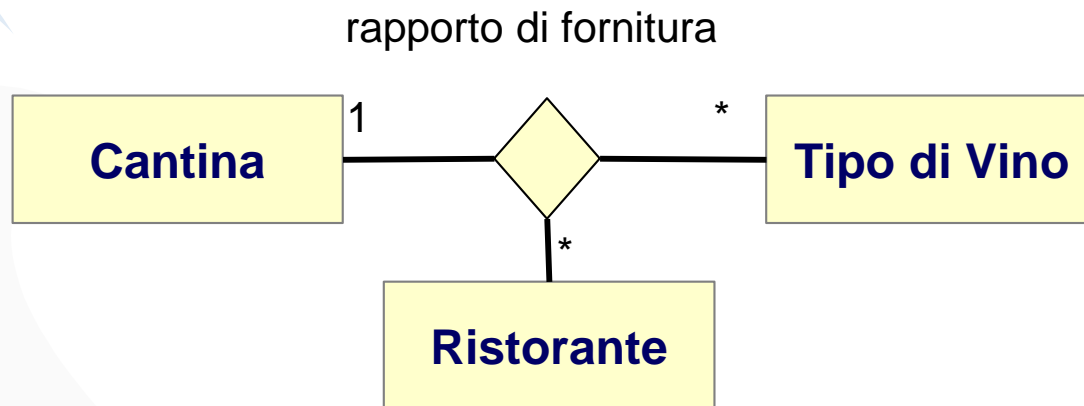 rapporto di fornitura
Cantina
1
*
Tipo di Vino
*
Ristorante